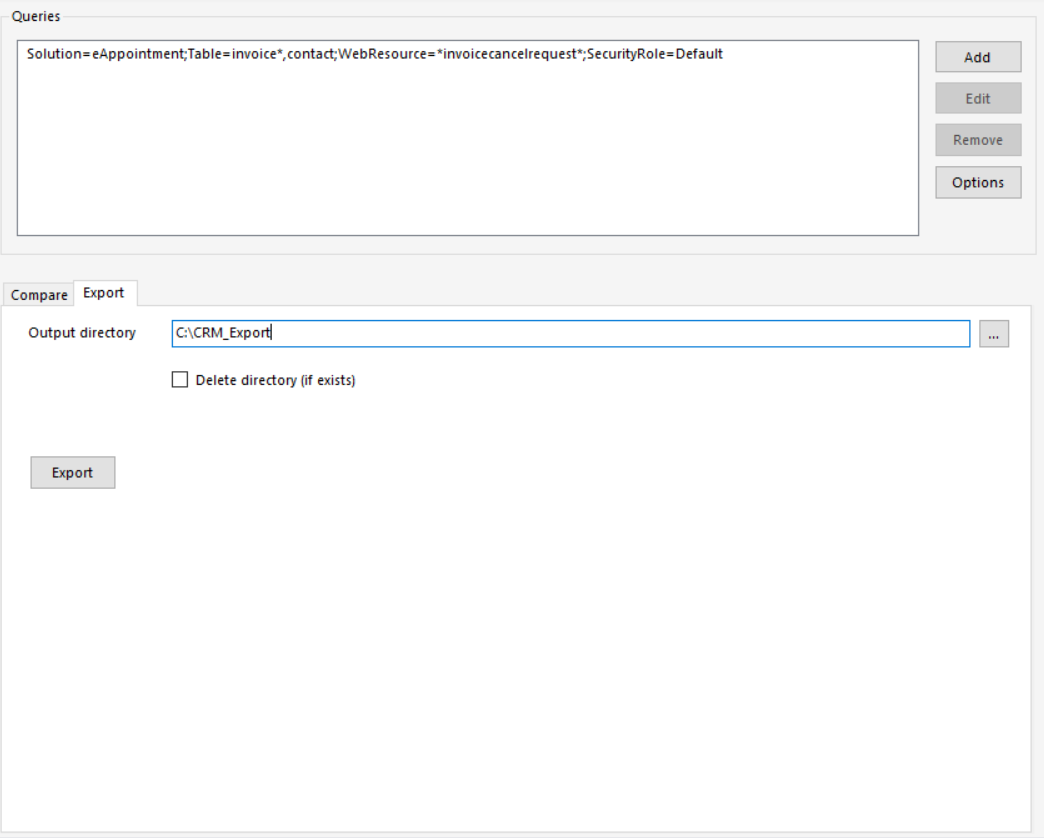 Queries
Solution=eAppointment;Table=invoice*,contact;WebResource=*invoicecancelrequest*;SecurityRole=Default
Add
Edit
Remove
Options
Compare
Export
Output directory
C:\CRM_Export
...
Delete directory (if exists)
Export